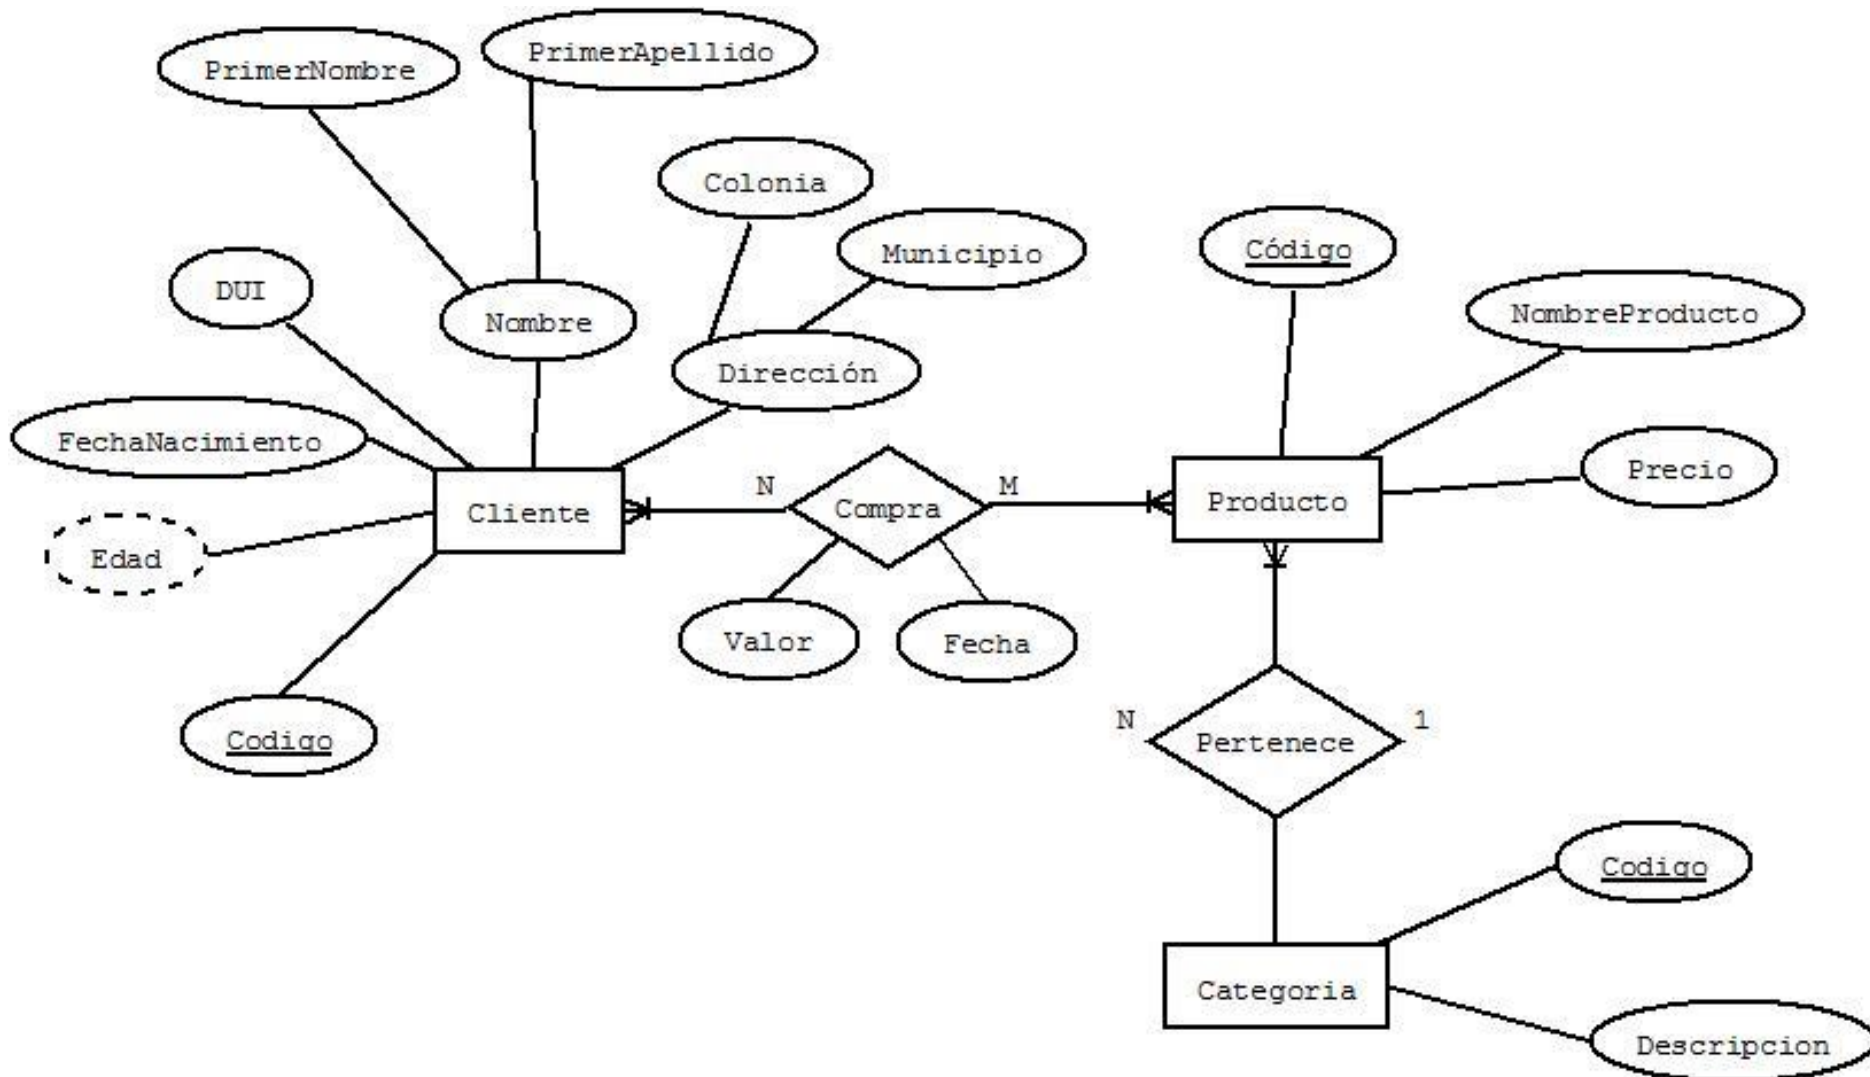 PrimerNombre
PrimerApellido
Colonia
Municipio
Código
DUI
Nombre
NombreProducto
Dirección
FechaNacimiento
Precio
Cliente
N
Compra
M
Producto
Edad
Valor
Fecha
Codigo
N
Pertenece
1
Codigo
Categoria
Descripcion